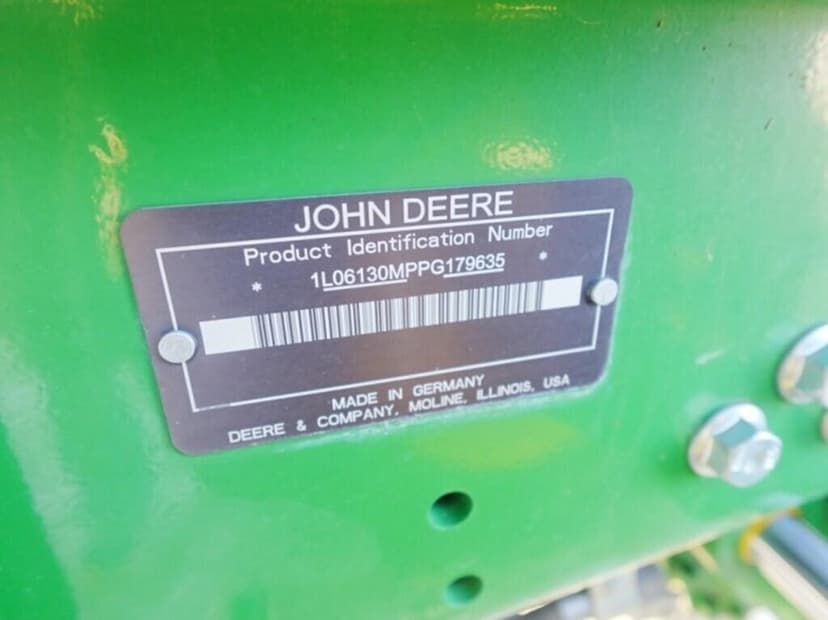 JOHN DEERE
Product Identification Number
* 1L06130MPPG179635 *
MADE IN GERMANY
DEERE & COMPANY, MOLINE, ILLINOIS, USA